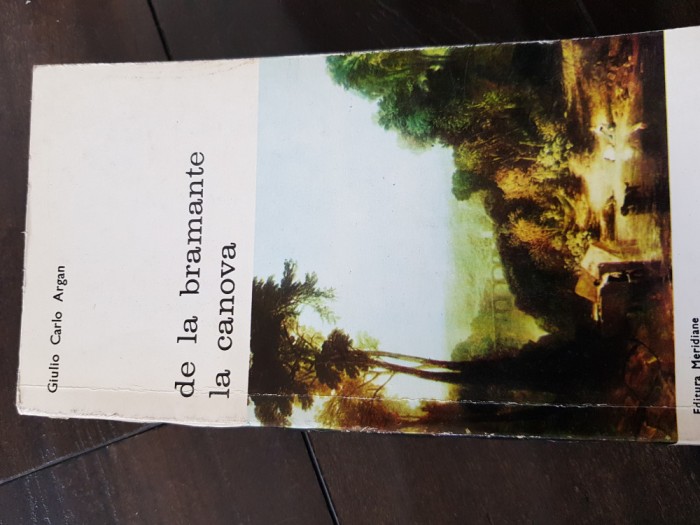 Giulio Carlo Argan
de la bramante
la canova
Editura Meridiane